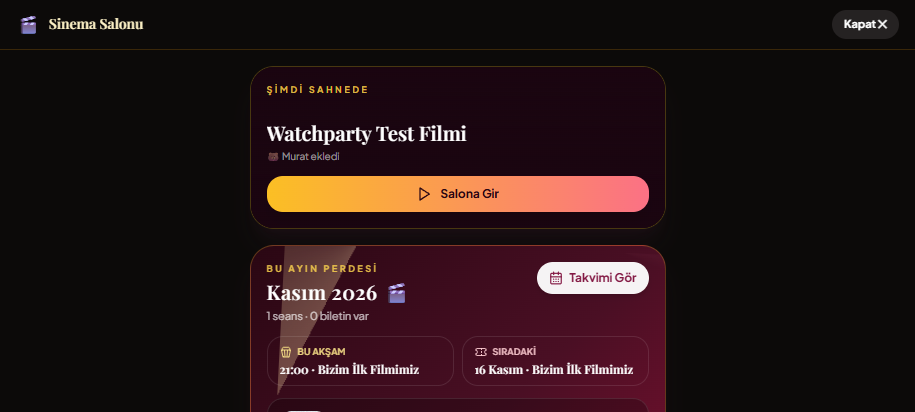 Sinema Salonu
Kapat
ŞİMDİ SAHNEDE
Watchparty Test Filmi
Murat ekledi
Salona Gir
BU AYIN PERDESİ
Kasım 2026
Takvimi Gör
1 seans · 0 biletin var
BU AKŞAM
21:00 · Bizim İlk Filmimiz
SIRADAKİ
16 Kasım · Bizim İlk Filmimiz